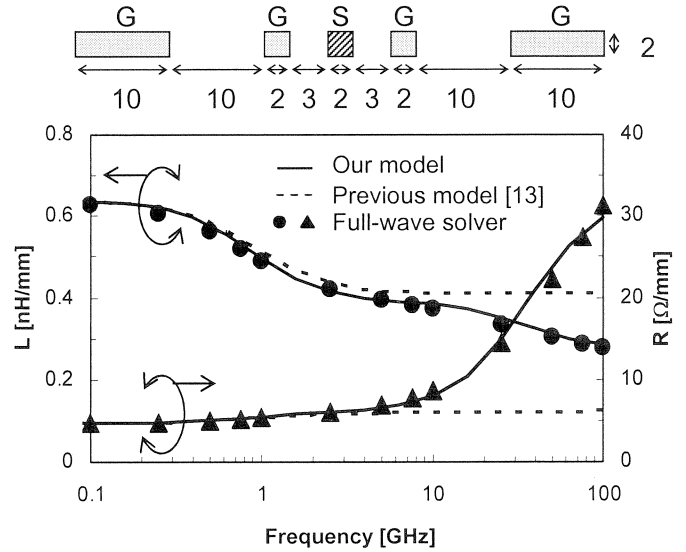 G G S G G
2
10 10 2 3 2 3 2 10 10
0.8 40
Our model
Previous model [13]
Full-wave solver
0.6 30
L [nH/mm]
0.4 20
R [Ω/mm]
0.2 10
0 0
0.1 1 10 100
Frequency [GHz]